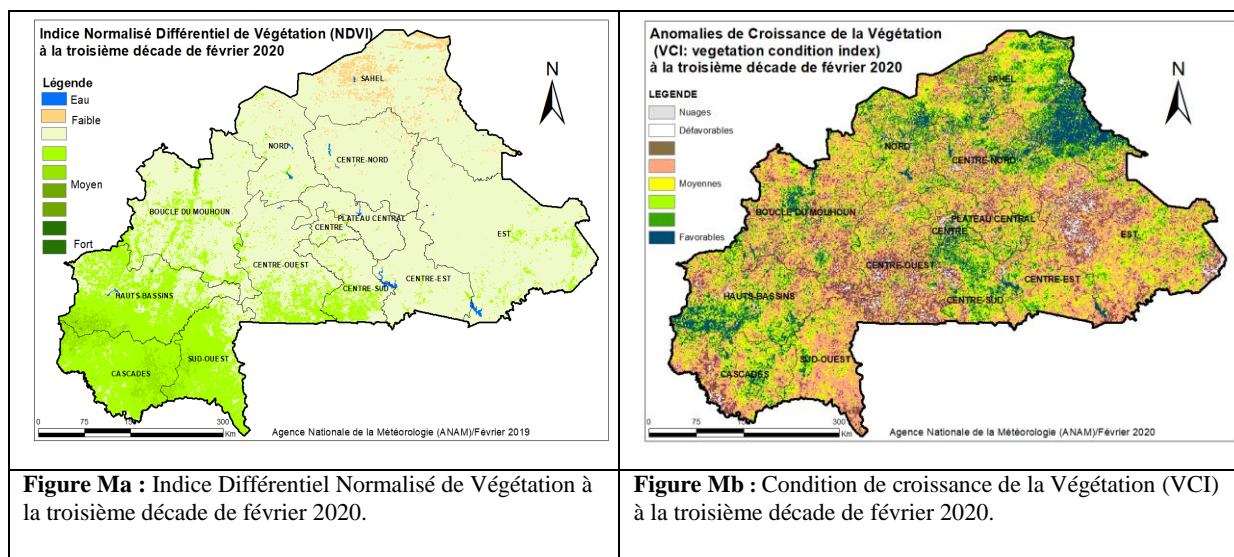 Indice Normalisé Différentiel de Végétation (NDVI)
à la troisième décade de février 2020
Légende
Eau
Faible
Moyen
Fort
N
SAHEL
NORD
CENTRE-NORD
BOUCLE DU MOUHOUN
PLATEAU CENTRAL
CENTRE
EST
CENTRE-OUEST
CENTRE-EST
CENTRE-SUD
HAUTS-BASSINS
SUD-OUEST
CASCADES
0 75 150 300
Km
Agence Nationale de la Météorologie (ANAM)/Février 2019
Anomalies de Croissance de la Végétation
(VCI: vegetation condition index)
à la troisième décade de février 2020
LEGENDE
Nuages
Défavorables
Moyennes
Favorables
N
SAHEL
NORD
CENTRE-NORD
BOUCLE DU MOUHOUN
PLATEAU CENTRAL
CENTRE
EST
CENTRE-OUEST
CENTRE-EST
HAUTS-BASSINS
CENTRE-SUD
SUD-OUEST
CASCADES
0 75 150 300
Km
Agence Nationale de la Météorologie (ANAM)/Février 2020
Figure Ma : Indice Différentiel Normalisé de Végétation à
la troisième décade de février 2020.
Figure Mb : Condition de croissance de la Végétation (VCI)
à la troisième décade de février 2020.